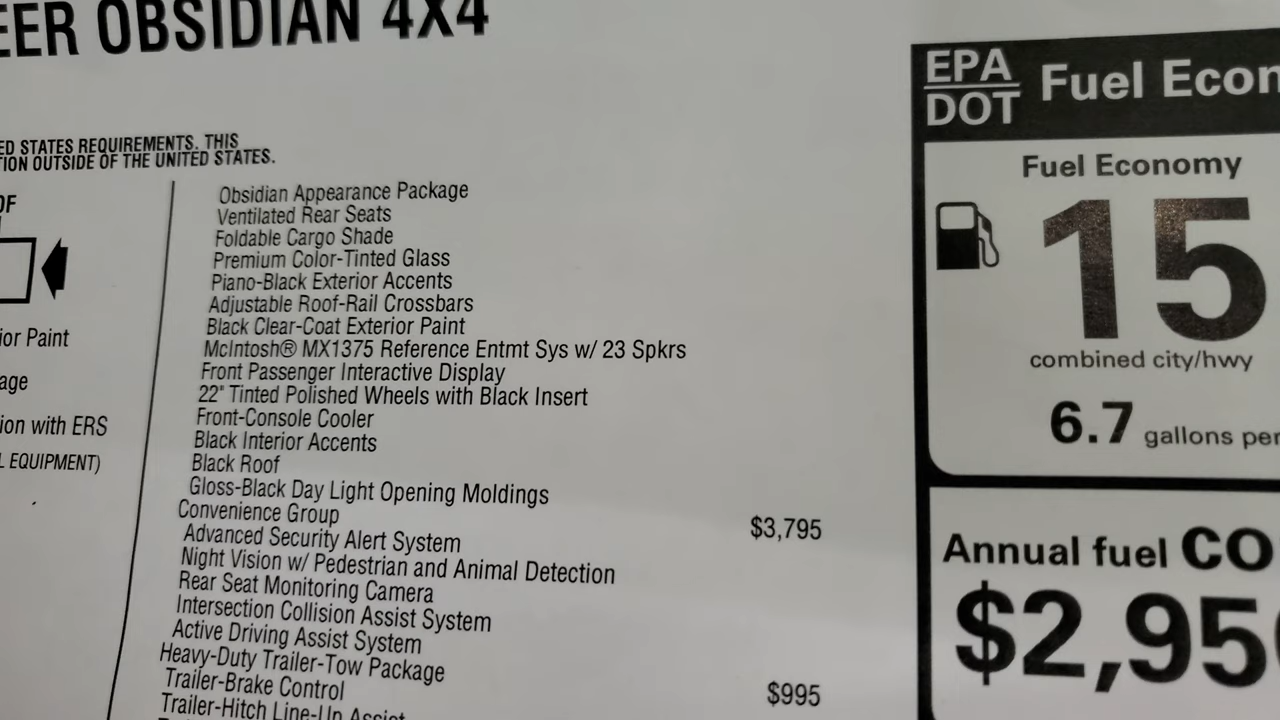 EER OBSIDIAN 4X4
ED STATES REQUIREMENTS. THIS
TION OUTSIDE OF THE UNITED STATES.
OF
ior Paint
age
ion with ERS
L EQUIPMENT)
Obsidian Appearance Package
Ventilated Rear Seats
Foldable Cargo Shade
Premium Color-Tinted Glass
Piano-Black Exterior Accents
Adjustable Roof-Rail Crossbars
Black Clear-Coat Exterior Paint
McIntosh® MX1375 Reference Entmt Sys w/ 23 Spkrs
Front Passenger Interactive Display
22" Tinted Polished Wheels with Black Insert
Front-Console Cooler
Black Interior Accents
Black Roof
Gloss-Black Day Light Opening Moldings
Convenience Group $3,795
Advanced Security Alert System
Night Vision w/ Pedestrian and Animal Detection
Rear Seat Monitoring Camera
Intersection Collision Assist System
Active Driving Assist System
Heavy-Duty Trailer-Tow Package $995
Trailer-Brake Control
Trailer-Hitch Line-Up Assist
EPA
DOT
Fuel Econ
Fuel Economy
15
combined city/hwy
6.7 gallons per
Annual fuel CO
$2,950